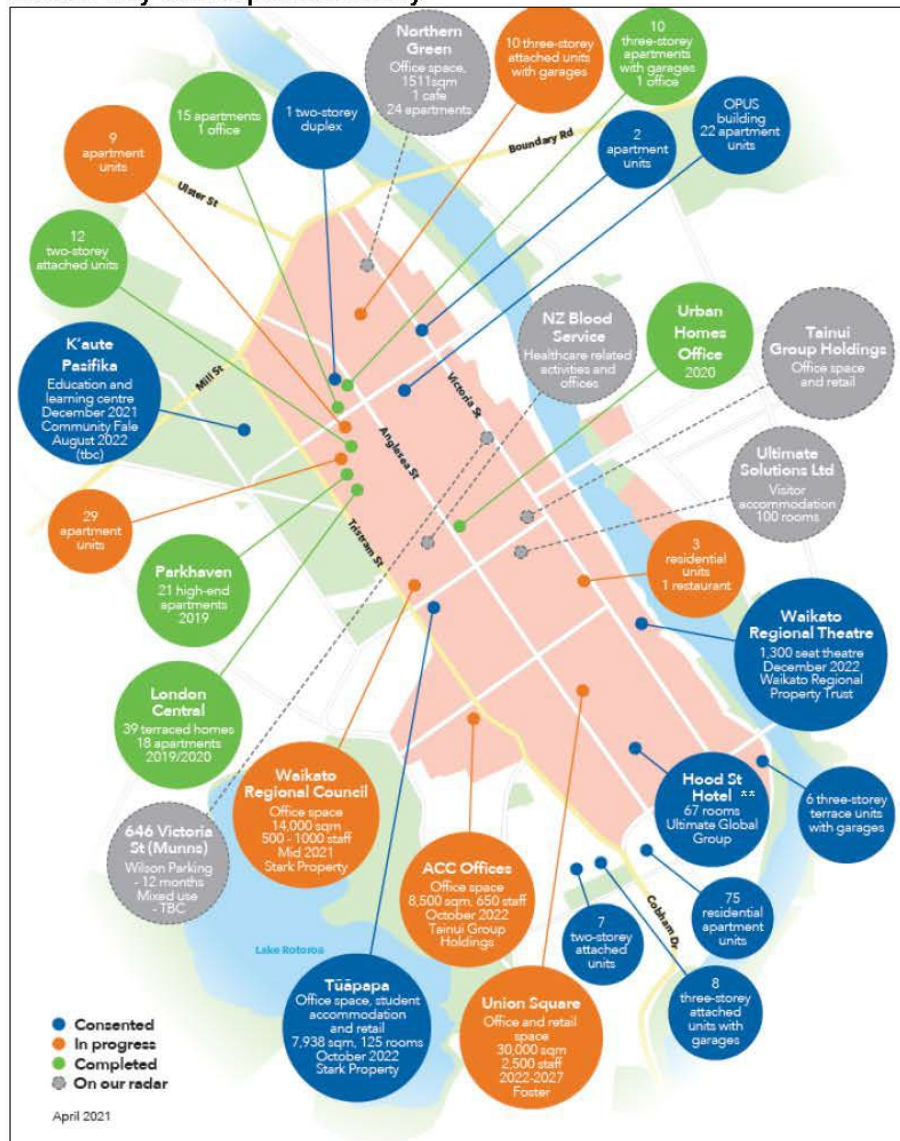 Northern
Green
Office space,
1511sqm
1 cafe
24 apartments
10 three-storey
attached units
with garages
10
three-storey
apartments
with garages
1 office
15 apartments
1 office
1 two-storey
duplex
2
apartment
units
OPUS
building
22 apartment
units
9
apartment
units
Ulster St
Boundary Rd
12
two-storey
attached units
NZ Blood
Service
Healthcare related
activities and
offices
Urban
Homes
Office
2020
Tainui
Group Holdings
Office space
and retail
K'aute
Pasifika
Education and
learning centre
December 2021
Community Fale
August 2022
(tbc)
Mill St
Victoria St
Anglesea St
Tristram St
Ultimate
Solutions Ltd
Visitor
accommodation
100 rooms
29
apartment
units
Parkhaven
21 high-end
apartments
2019
3
residential
units
1 restaurant
Waikato
Regional Theatre
1,300 seat theatre
December 2022
Waikato Regional
Property Trust
London
Central
39 terraced homes
18 apartments
2019/2020
Waikato
Regional Council
Office space
14,000 sqm
500 - 1000 staff
Mid 2021
Stark Property
Hood St
Hotel **
67 rooms
Ultimate Global
Group
6 three-storey
terrace units
with garages
646 Victoria
St (Munns)
Wilson Parking
- 12 months
Mixed use
- TBC
ACC Offices
Office space
8,500 sqm, 650 staff
October 2022
Tainui Group
Holdings
7
two-storey
attached
units
Cobham Dr
75
residential
apartment
units
8
three-storey
attached
units with
garages
Lake Rotoroa
Tūāpapa
Office space, student
accommodation
and retail
7,938 sqm, 125 rooms
October 2022
Stark Property
Union Square
Office and retail
space
30,000 sqm
2,500 staff
2022-2027
Foster
Consented
In progress
Completed
On our radar
April 2021